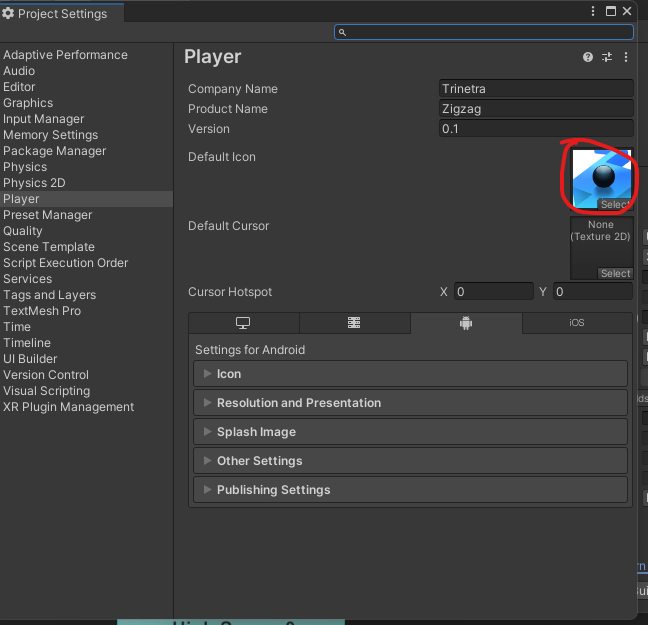 Project Settings
Adaptive Performance
Audio
Editor
Graphics
Input Manager
Memory Settings
Package Manager
Physics
Physics 2D
Player
Preset Manager
Quality
Scene Template
Script Execution Order
Services
Tags and Layers
TextMesh Pro
Time
Timeline
UI Builder
Version Control
Visual Scripting
XR Plugin Management
Player
Company Name Trinetra
Product Name Zigzag
Version 0.1
Default Icon
Select
Default Cursor
None
(Texture 2D)
Select
Cursor Hotspot X 0 Y 0
iOS
Settings for Android
Icon
Resolution and Presentation
Splash Image
Other Settings
Publishing Settings